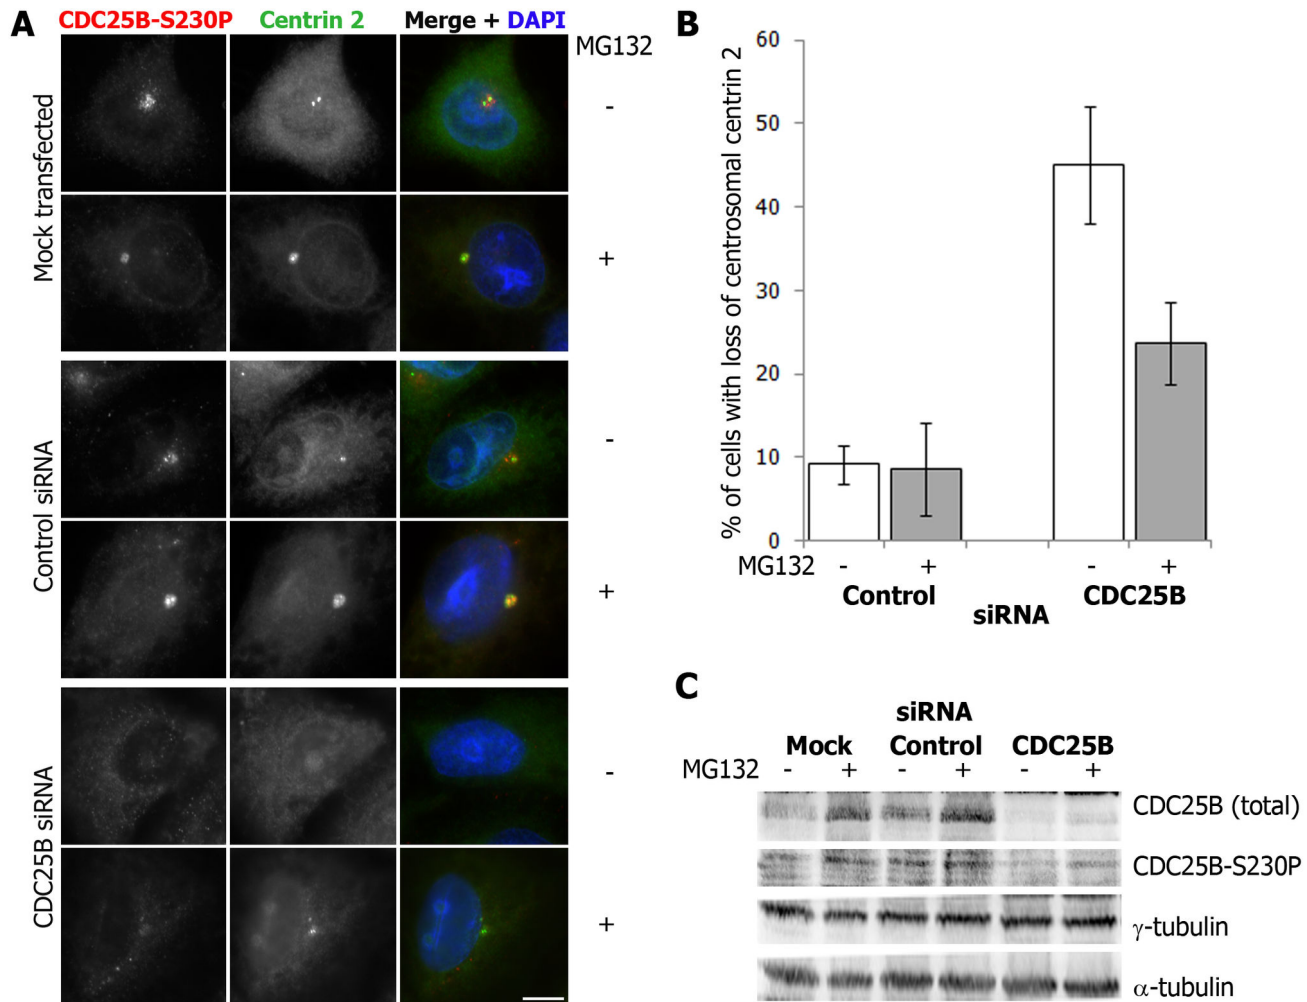 A
CDC25B-S230P Centrin 2 Merge + DAPI
MG132
Mock transfected
-
+
Control siRNA
-
+
CDC25B siRNA
-
+
B
% of cells with loss of centrosomal centrin 2
60
50
40
30
20
10
0
MG132 - + - +
Control CDC25B
siRNA
C
siRNA
Mock Control CDC25B
MG132 - + - + - +
CDC25B (total)
CDC25B-S230P
γ-tubulin
α-tubulin